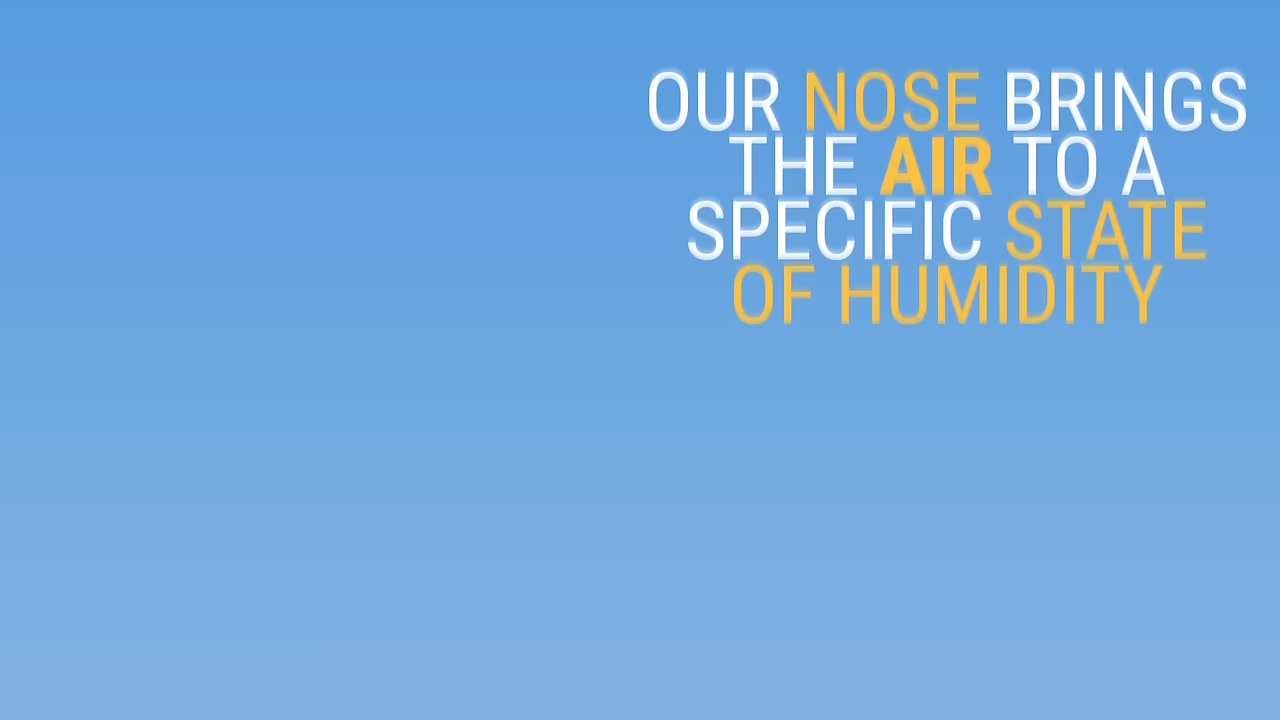 OUR NOSE BRINGS
THE AIR TO A
SPECIFIC STATE
OF HUMIDITY